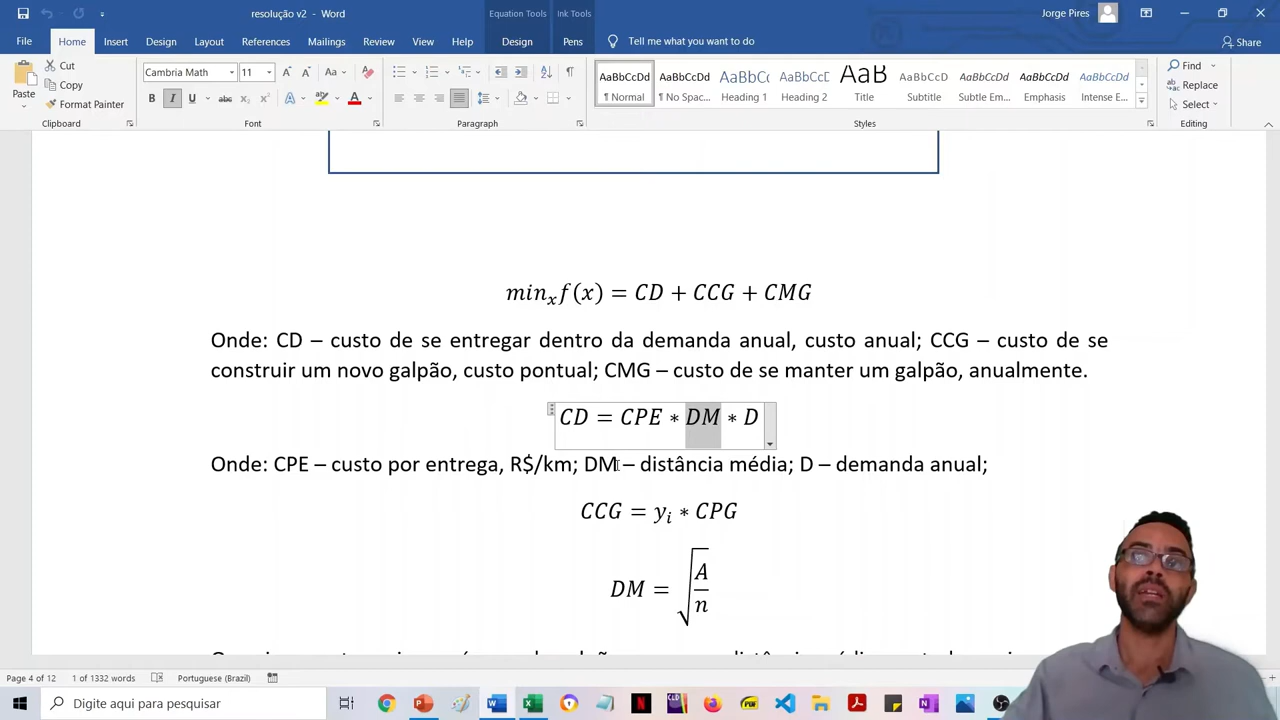 resolução v2 - Word
Equation Tools
Ink Tools
Jorge Pires
File
Home
Insert
Design
Layout
References
Mailings
Review
View
Help
Design
Pens
Tell me what you want to do
Share
Paste
Cut
Copy
Format Painter
Clipboard
Cambria Math
11
Font
Paragraph
AaBbCcDd
¶ Normal
AaBbCcDd
¶ No Spac...
AaBbCc
Heading 1
AaBbCcD
Heading 2
AaB
Title
AaBbCcD
Subtitle
AaBbCcDd
Subtle Em...
AaBbCcDd
Emphasis
AaBbCcDd
Intense E...
Styles
Find
Replace
Select
Editing
minₓf(x) = CD + CCG + CMG
Onde: CD – custo de se entregar dentro da demanda anual, custo anual; CCG – custo de se
construir um novo galpão, custo pontual; CMG – custo de se manter um galpão, anualmente.
CD = CPE ∗ DM ∗ D
Onde: CPE – custo por entrega, R$/km; DM – distância média; D – demanda anual;
CCG = yᵢ ∗ CPG
DM = √(A/n)
Page 4 of 12
1 of 1332 words
Portuguese (Brazil)
Digite aqui para pesquisar